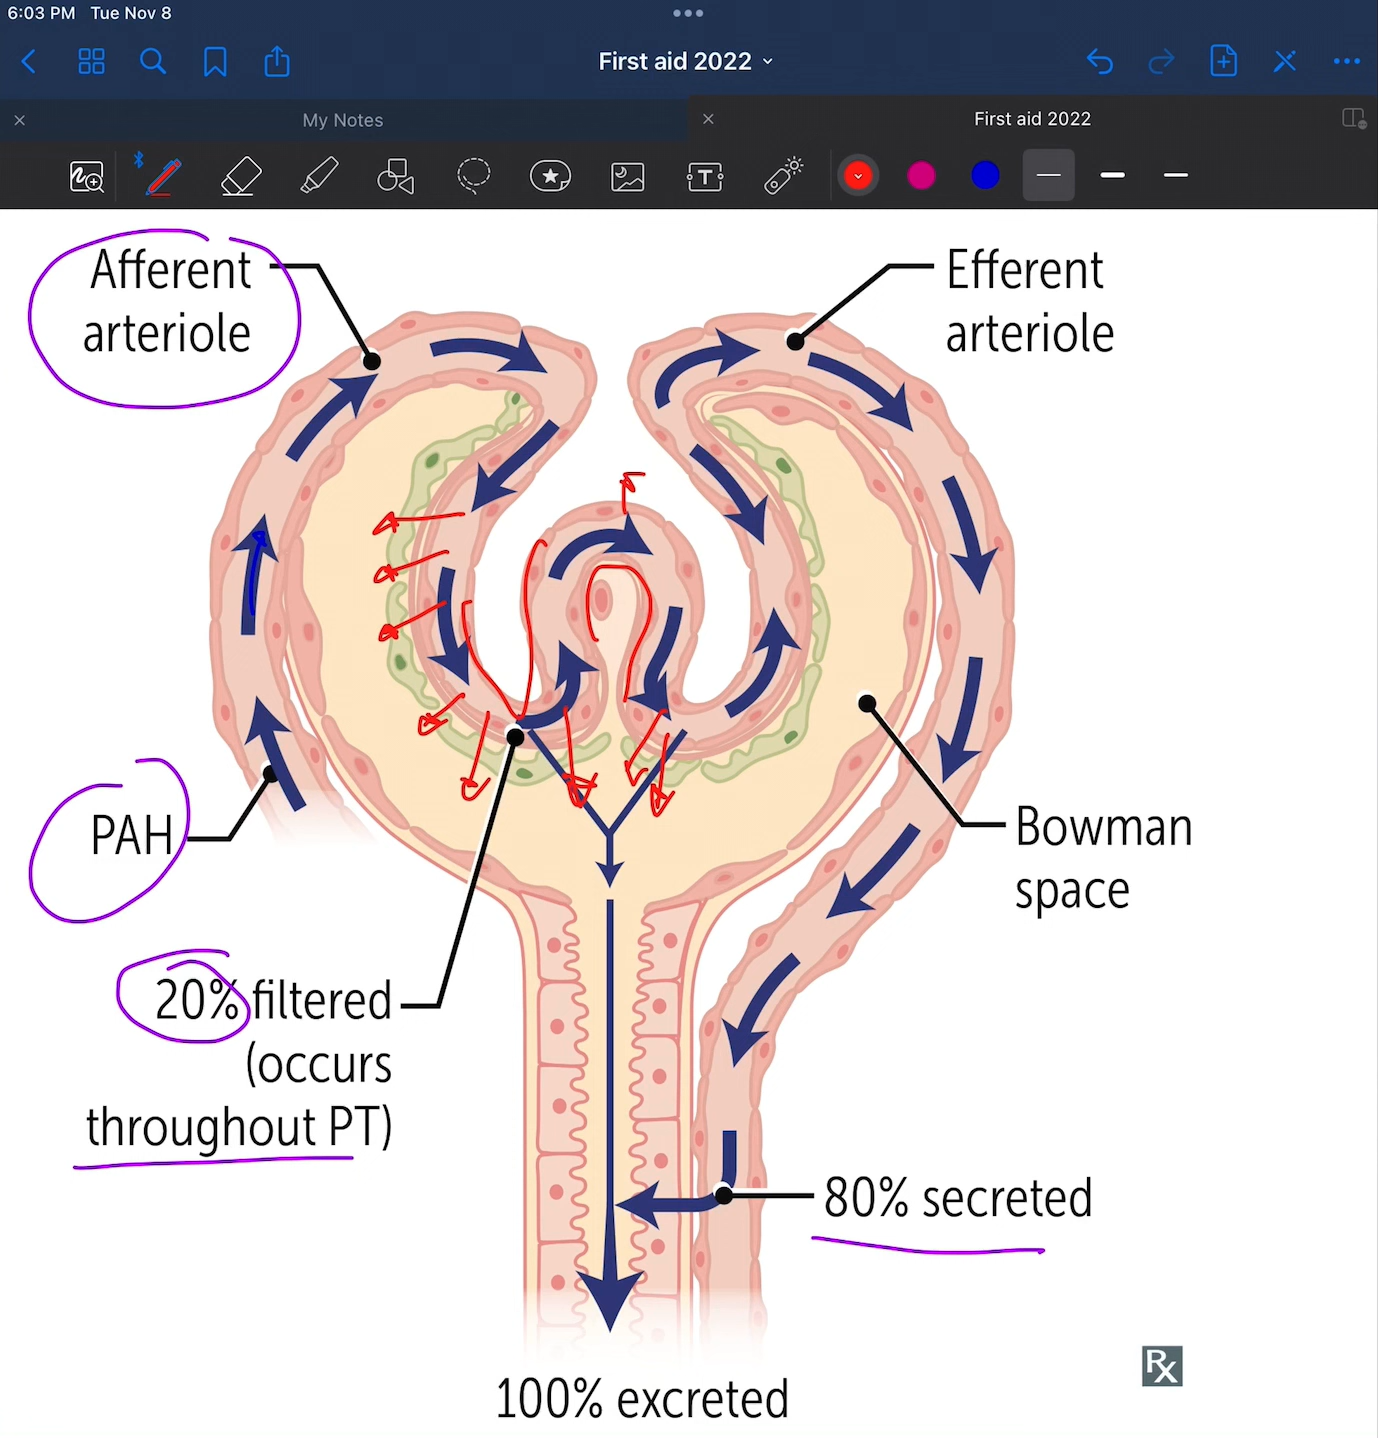 6:03 PM Tue Nov 8
First aid 2022
My Notes
First aid 2022
T
Afferent
arteriole
Efferent
arteriole
PAH
Bowman
space
20% filtered
(occurs
throughout PT)
80% secreted
Rx
100% excreted